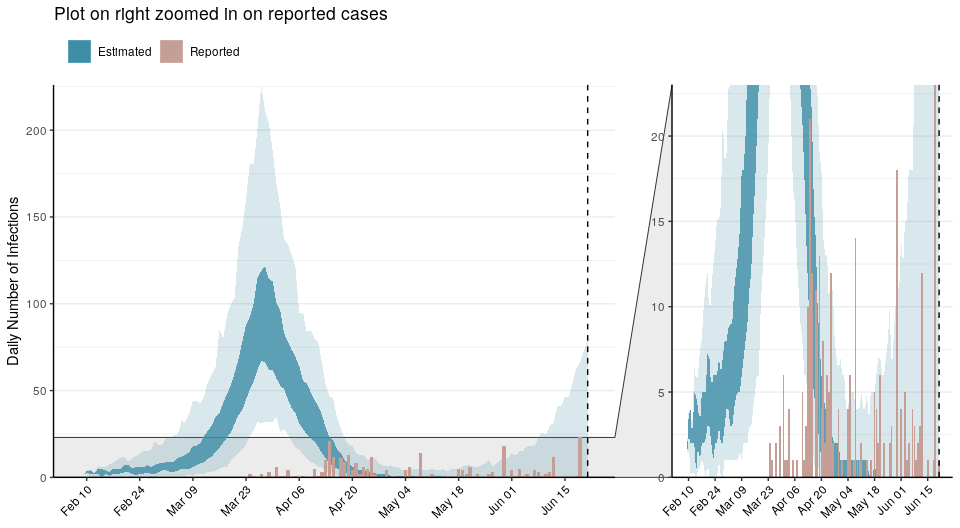 Plot on right zoomed in on reported cases
Estimated
Reported
Daily Number of Infections
200
150
100
50
0
Feb 10
Feb 24
Mar 09
Mar 23
Apr 06
Apr 20
May 04
May 18
Jun 01
Jun 15
20
15
10
5
0
Feb 10
Feb 24
Mar 09
Mar 23
Apr 06
Apr 20
May 04
May 18
Jun 01
Jun 15